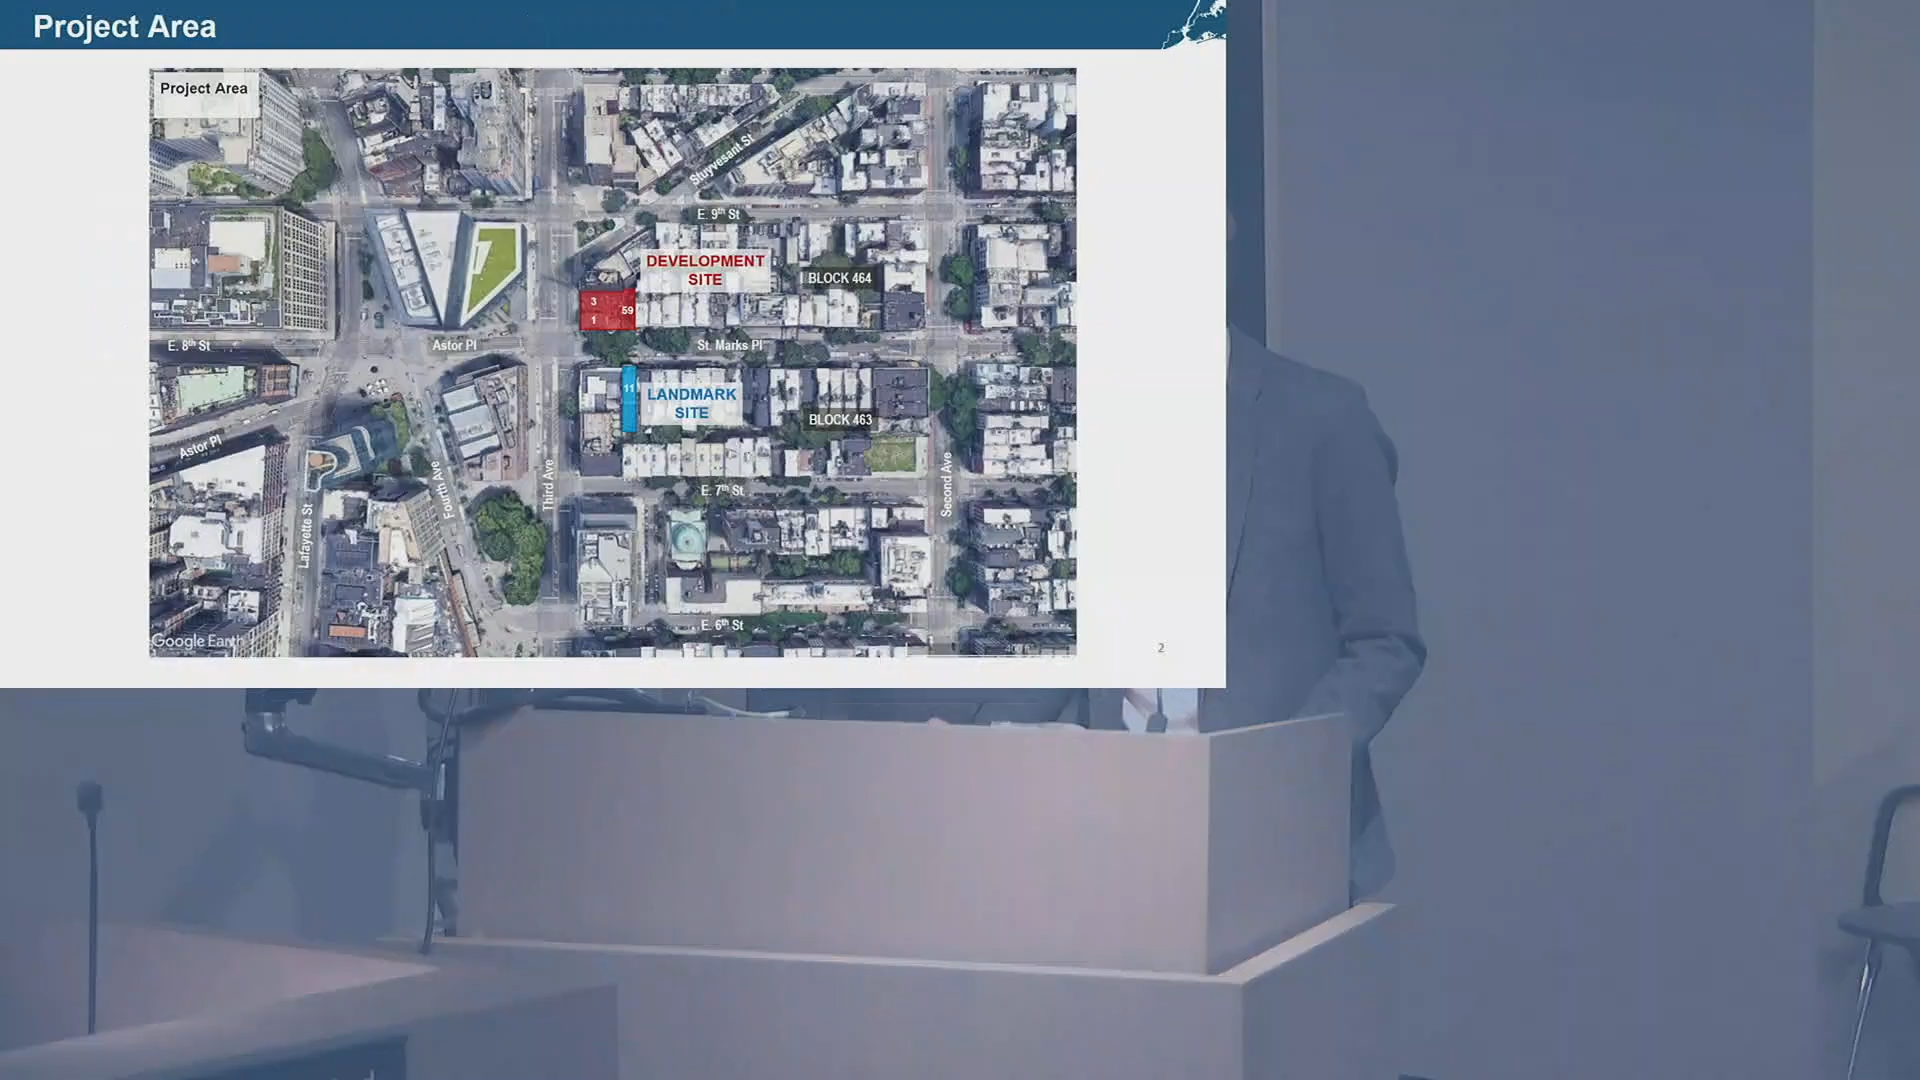 Project Area
Project Area
Stuyvesant St
E. 9th St
DEVELOPMENT
SITE
BLOCK 464
3
59
1
E. 8th St
Astor Pl
St. Marks Pl
11
LANDMARK
SITE
BLOCK 463
Astor Pl
Fourth Ave
Third Ave
Second Ave
E. 7th St
Lafayette St
E. 6th St
Google Earth
2